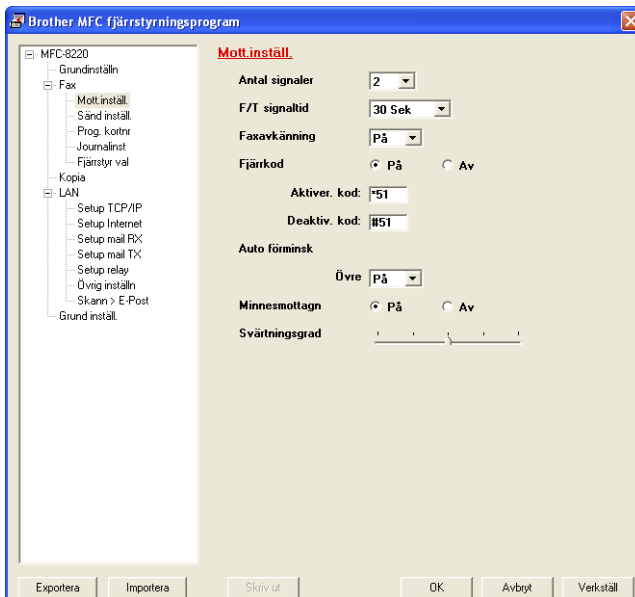 Brother MFC fjärrstyrningsprogram
MFC-8220
Grundinställn
Fax
Mott.inställ.
Sänd inställ.
Prog. kortnr
Journalinst
Fjärrstyr val
Kopia
LAN
Setup TCP/IP
Setup Internet
Setup mail RX
Setup mail TX
Setup relay
Övrig inställn
Skann > E-Post
Grund inställ.
Mott.inställ.
Antal signaler 2
F/T signaltid 30 Sek
Faxavkänning På
Fjärrkod På Av
Aktiver. kod: *51
Deaktiv. kod: #51
Auto förminsk
Övre På
Minnesmottagn På Av
Svärtningsgrad
Exportera Importera Skriv ut OK Avbryt Verkställ